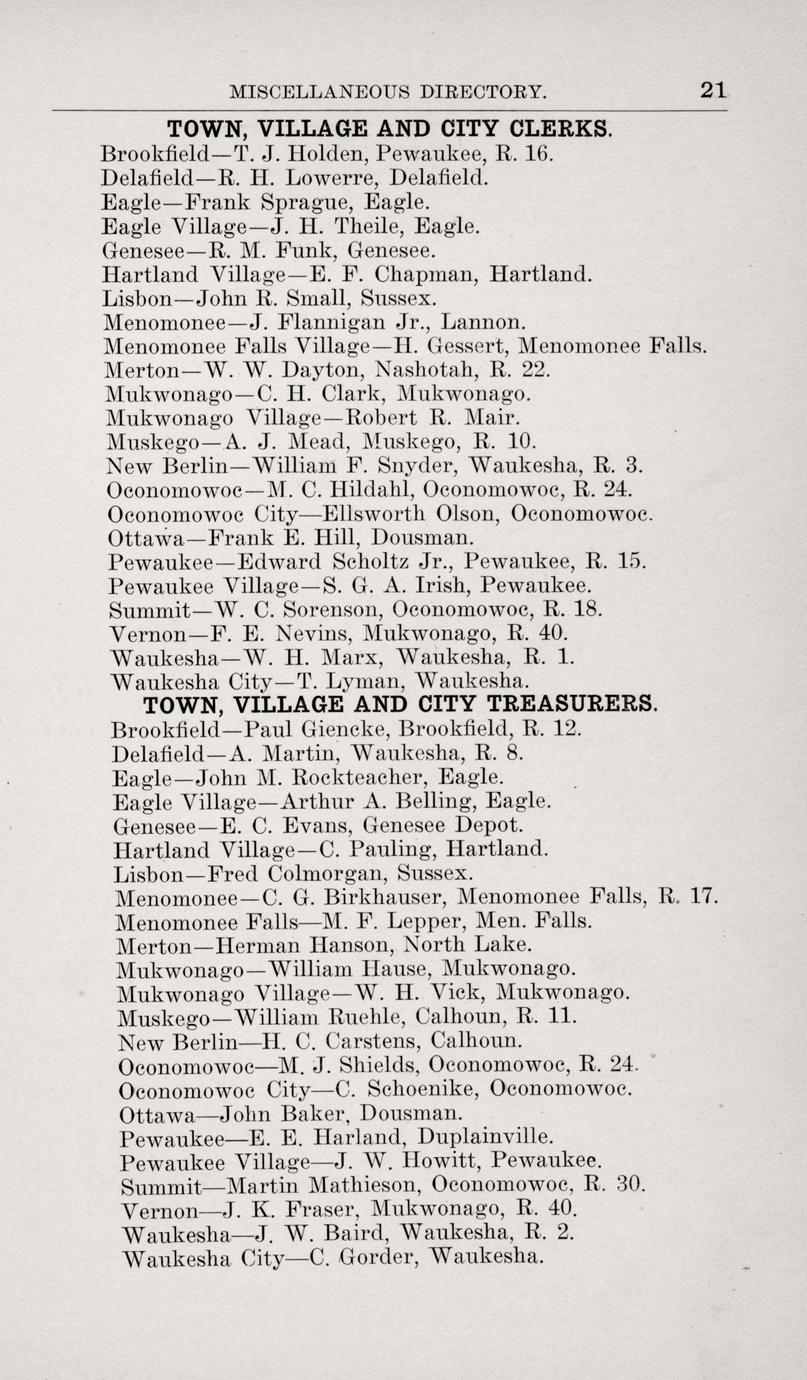 MISCELLANEOUS DIRECTORY. 21
TOWN, VILLAGE AND CITY CLERKS.
Brookfield—T. J. Holden, Pewaukee, R. 16.
Delafield—R. H. Lowerre, Delafield.
Eagle—Frank Sprague, Eagle.
Eagle Village—J. H. Theile, Eagle.
Genesee—R. M. Funk, Genesee.
Hartland Village—E. F. Chapman, Hartland.
Lisbon—John R. Small, Sussex.
Menomonee—J. Flannigan Jr., Lannon.
Menomonee Falls Village—H. Gessert, Menomonee Falls.
Merton—W. W. Dayton, Nashotah, R. 22.
Mukwonago—C. H. Clark, Mukwonago.
Mukwonago Village—Robert R. Mair.
Muskego—A. J. Mead, Muskego, R. 10.
New Berlin—William F. Snyder, Waukesha, R. 3.
Oconomowoc—M. C. Hildahl, Oconomowoc, R. 24.
Oconomowoc City—Ellsworth Olson, Oconomowoc.
Ottawa—Frank E. Hill, Dousman.
Pewaukee—Edward Scholtz Jr., Pewaukee, R. 15.
Pewaukee Village—S. G. A. Irish, Pewaukee.
Summit—W. C. Sorenson, Oconomowoc, R. 18.
Vernon—F. E. Nevins, Mukwonago, R. 40.
Waukesha—W. H. Marx, Waukesha, R. 1.
Waukesha City—T. Lyman, Waukesha.
TOWN, VILLAGE AND CITY TREASURERS.
Brookfield—Paul Giencke, Brookfield, R. 12.
Delafield—A. Martin, Waukesha, R. 8.
Eagle—John M. Rockteacher, Eagle.
Eagle Village—Arthur A. Belling, Eagle.
Genesee—E. C. Evans, Genesee Depot.
Hartland Village—C. Pauling, Hartland.
Lisbon—Fred Colmorgan, Sussex.
Menomonee—C. G. Birkhauser, Menomonee Falls, R. 17.
Menomonee Falls—M. F. Lepper, Men. Falls.
Merton—Herman Hanson, North Lake.
Mukwonago—William Hause, Mukwonago.
Mukwonago Village—W. H. Vick, Mukwonago.
Muskego—William Ruehle, Calhoun, R. 11.
New Berlin—H. C. Carstens, Calhoun.
Oconomowoc—M. J. Shields, Oconomowoc, R. 24.
Oconomowoc City—C. Schoenike, Oconomowoc.
Ottawa—John Baker, Dousman.
Pewaukee—E. E. Harland, Duplainville.
Pewaukee Village—J. W. Howitt, Pewaukee.
Summit—Martin Mathieson, Oconomowoc, R. 30.
Vernon—J. K. Fraser, Mukwonago, R. 40.
Waukesha—J. W. Baird, Waukesha, R. 2.
Waukesha City—C. Gorder, Waukesha.